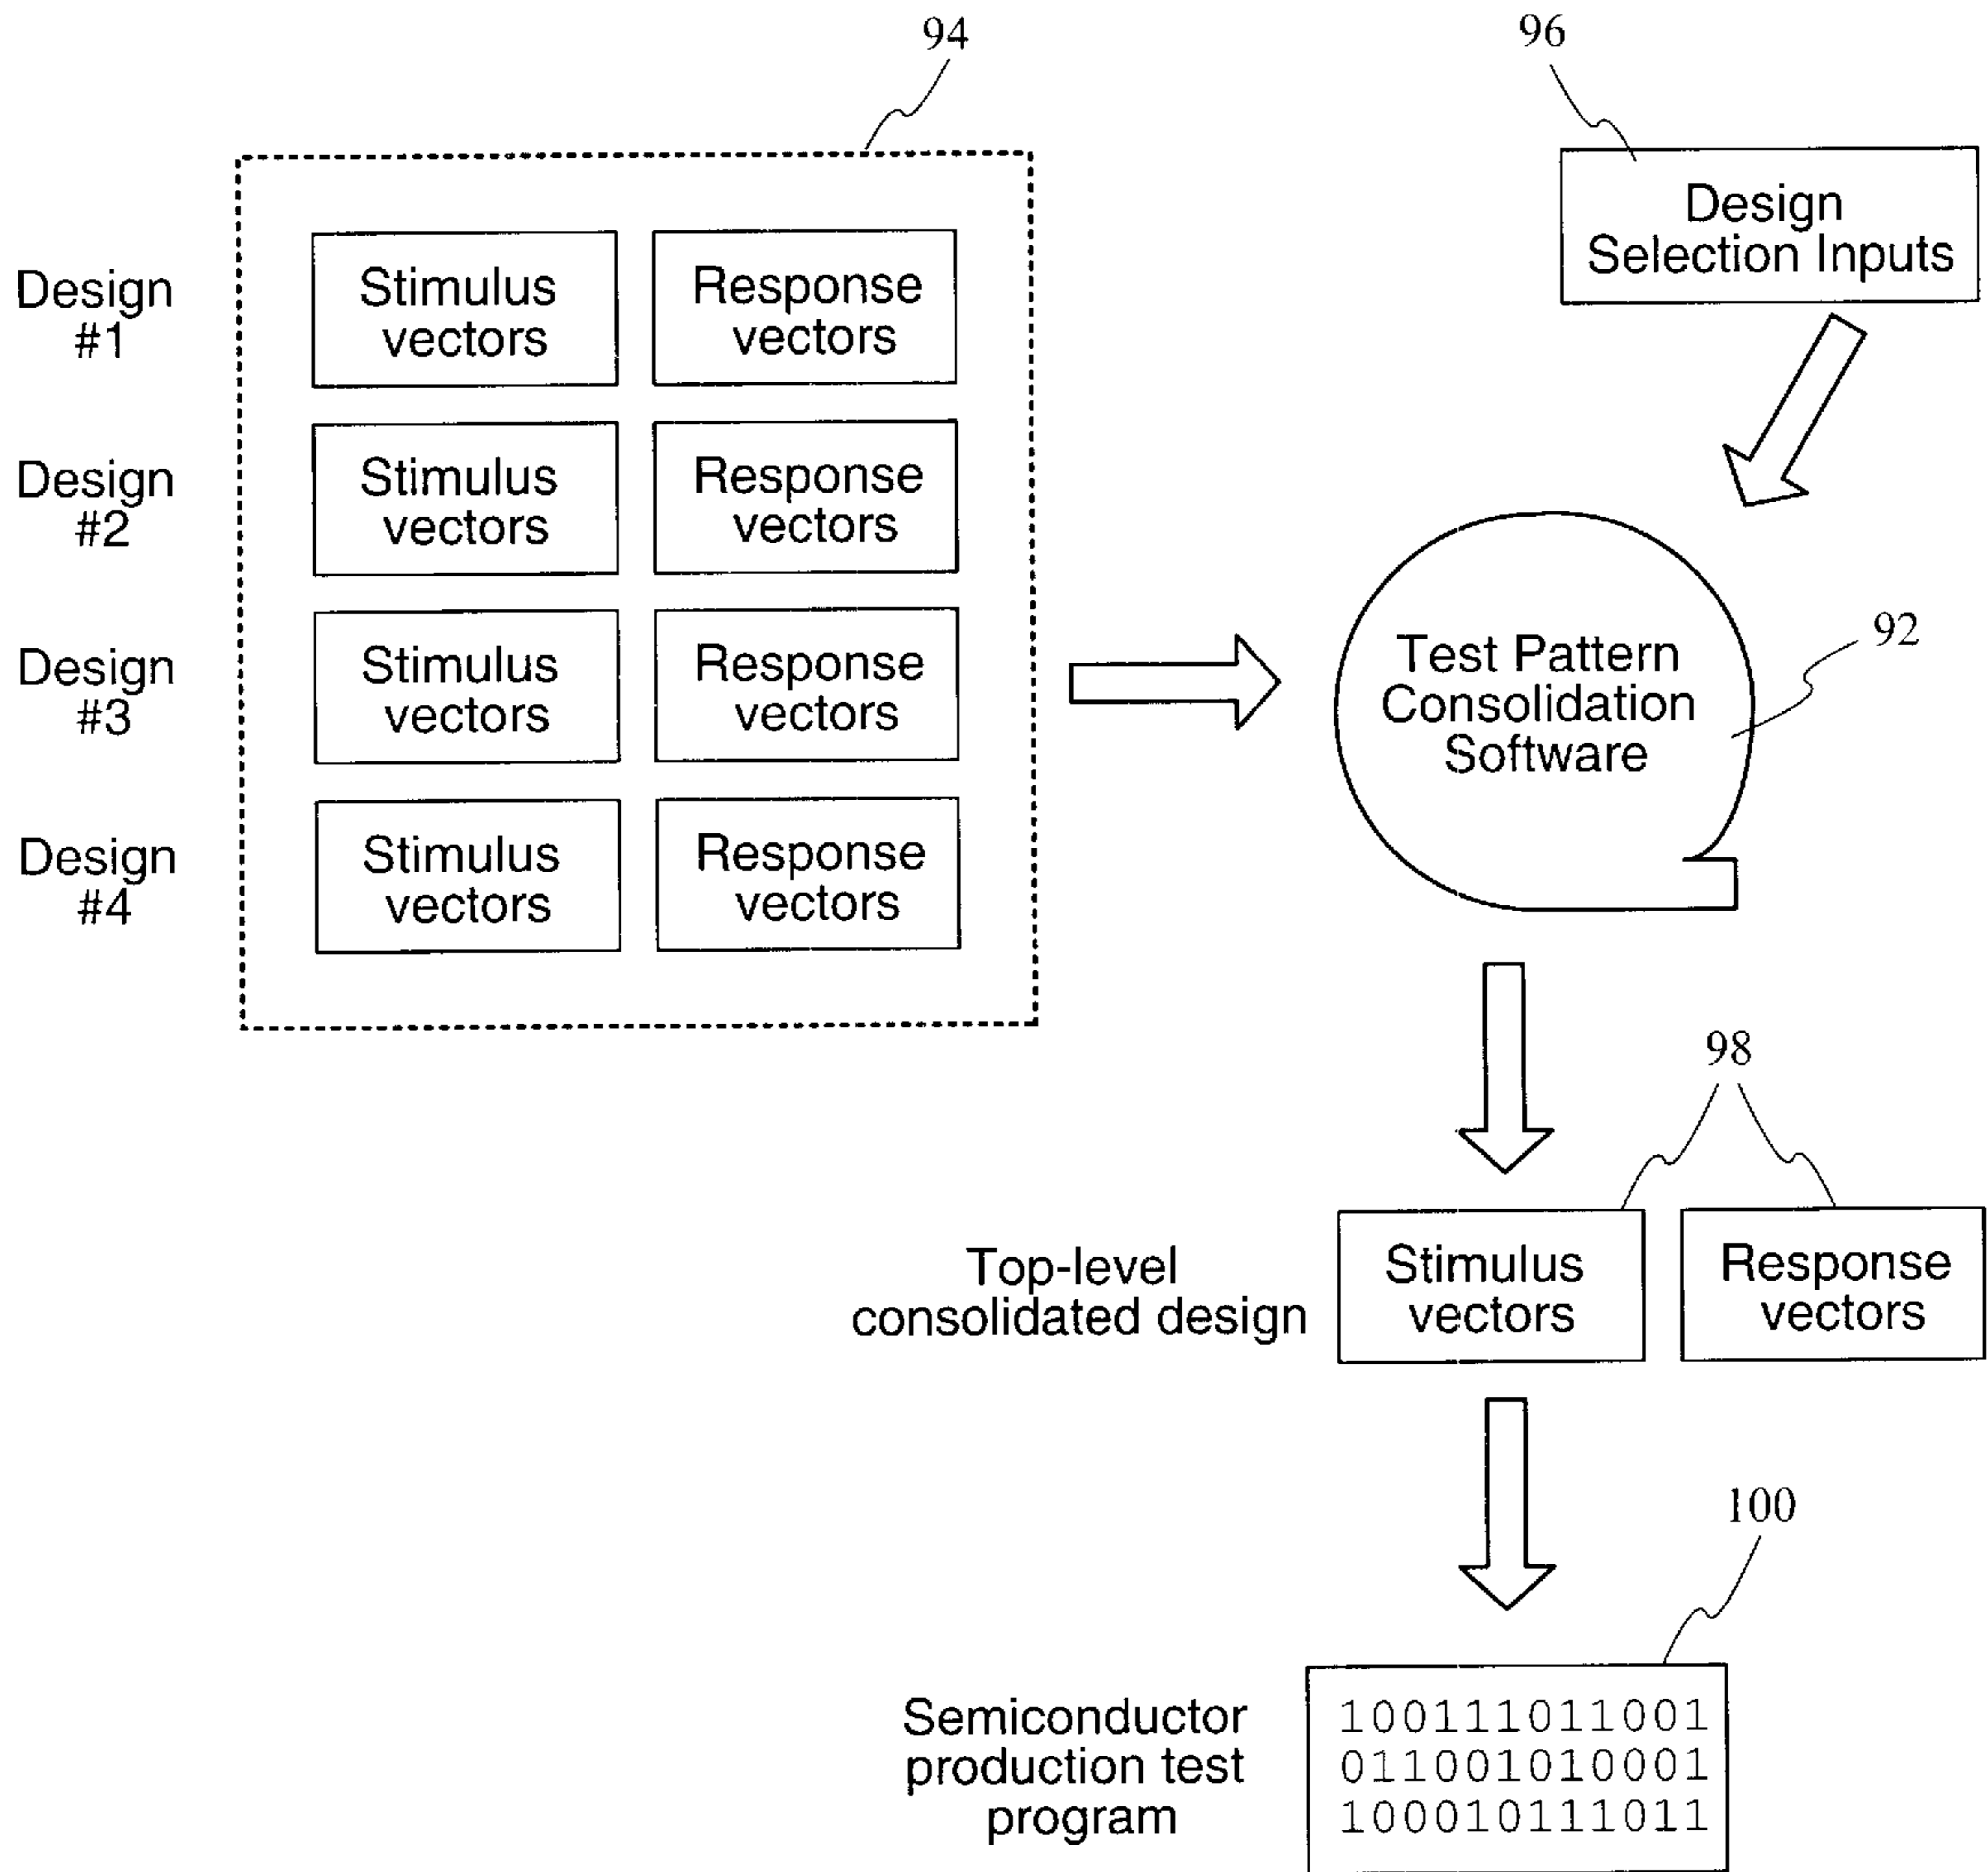 94
96
Design
Selection Inputs
Design
#1
Stimulus
vectors
Response
vectors
Design
#2
Stimulus
vectors
Response
vectors
Design
#3
Stimulus
vectors
Response
vectors
Design
#4
Stimulus
vectors
Response
vectors
Test Pattern
Consolidation
Software
92
98
Top-level
consolidated design
Stimulus
vectors
Response
vectors
100
Semiconductor
production test
program
100111011001
011001010001
100010111011